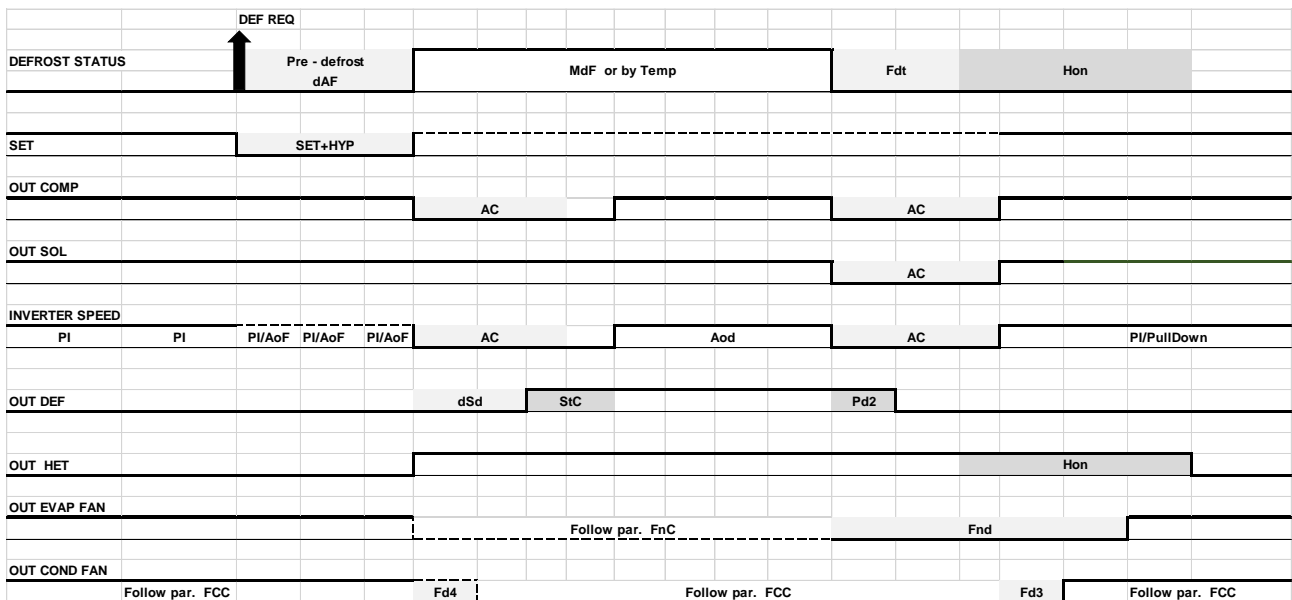 DEF REQ
DEFROST STATUS
Pre - defrost
dAF
MdF or by Temp
Fdt
Hon
SET
SET+HYP
OUT COMP
AC
AC
OUT SOL
AC
INVERTER SPEED
PI
PI
PI/AoF
PI/AoF
PI/AoF
AC
Aod
AC
PI/PullDown
OUT DEF
dSd
StC
Pd2
OUT HET
Hon
OUT EVAP FAN
Follow par. FnC
Fnd
OUT COND FAN
Follow par. FCC
Fd4
Follow par. FCC
Fd3
Follow par. FCC